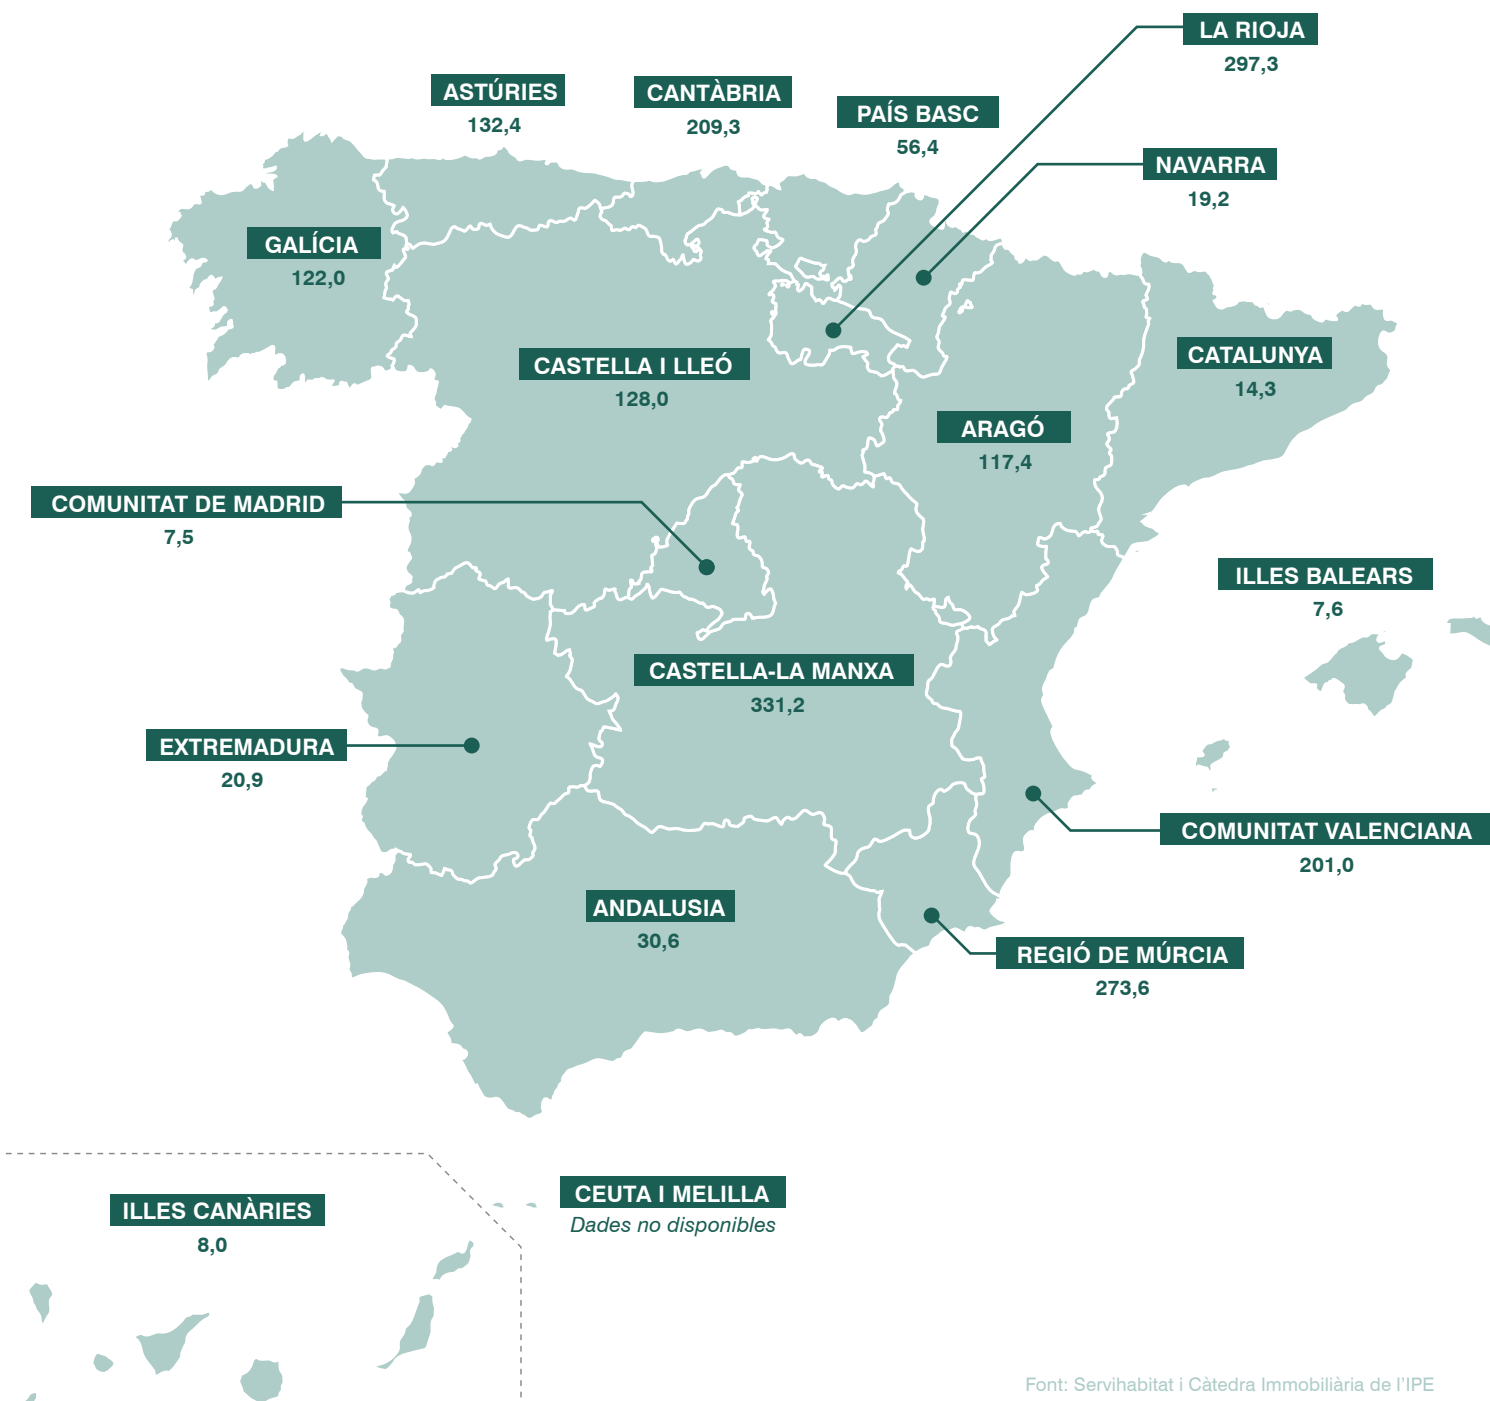 LA RIOJA
297,3
ASTÚRIES
132,4
CANTÀBRIA
209,3
PAÍS BASC
56,4
NAVARRA
19,2
GALÍCIA
122,0
CASTELLA I LLEÓ
128,0
CATALUNYA
14,3
ARAGÓ
117,4
COMUNITAT DE MADRID
7,5
ILLES BALEARS
7,6
CASTELLA-LA MANXA
331,2
EXTREMADURA
20,9
COMUNITAT VALENCIANA
201,0
ANDALUSIA
30,6
REGIÓ DE MÚRCIA
273,6
CEUTA I MELILLA
Dades no disponibles
ILLES CANÀRIES
8,0
Font: Servihabitat i Càtedra Immobiliària de l'IPE